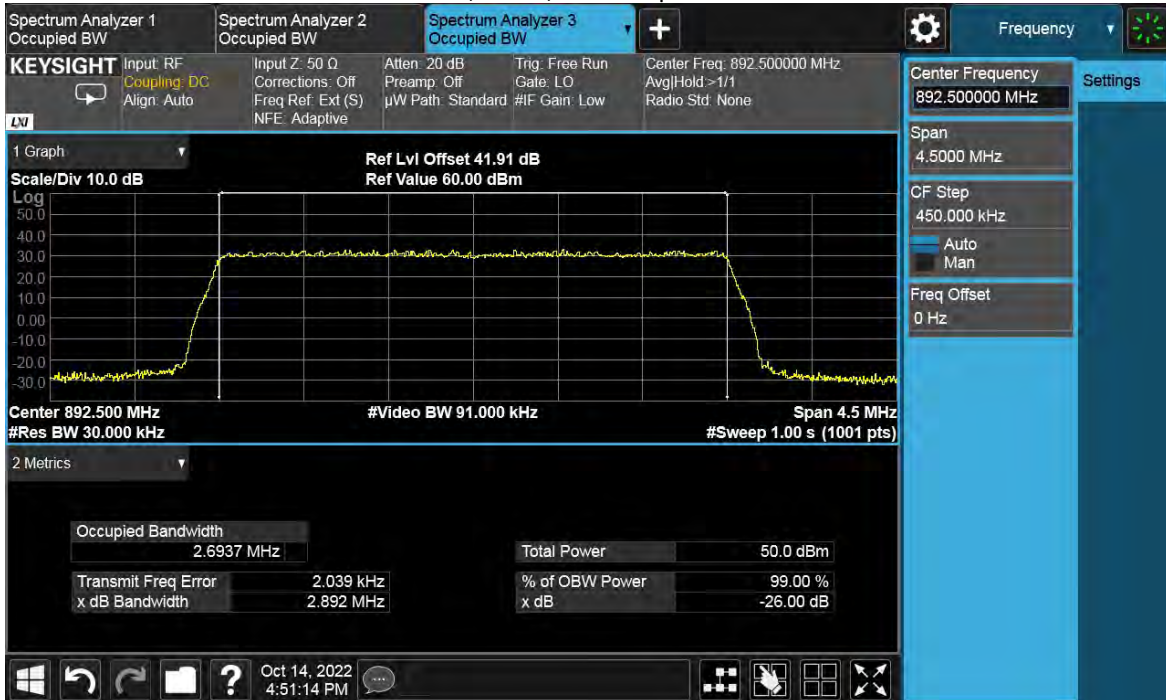 Spectrum Analyzer 1
Occupied BW
Spectrum Analyzer 2
Occupied BW
Spectrum Analyzer 3
Occupied BW
Frequency
KEYSIGHT
LXI
Input: RF
Coupling: DC
Align: Auto
Input Z: 50 Ω
Corrections: Off
Freq Ref: Ext (S)
NFE: Adaptive
Atten: 20 dB
Preamp: Off
µW Path: Standard
Trig: Free Run
Gate: LO
#IF Gain: Low
Center Freq: 892.500000 MHz
Avg|Hold:>1/1
Radio Std: None
Center Frequency
892.500000 MHz
Settings
Span
4.5000 MHz
CF Step
450.000 kHz
Auto
Man
Freq Offset
0 Hz
1 Graph
Scale/Div 10.0 dB
Ref Lvl Offset 41.91 dB
Ref Value 60.00 dBm
Log
50.0
40.0
30.0
20.0
10.0
0.00
-10.0
-20.0
-30.0
Center 892.500 MHz
#Video BW 91.000 kHz
Span 4.5 MHz
#Res BW 30.000 kHz
#Sweep 1.00 s (1001 pts)
2 Metrics
Occupied Bandwidth
2.6937 MHz
Total Power 50.0 dBm
Transmit Freq Error 2.039 kHz
% of OBW Power 99.00 %
x dB Bandwidth 2.892 MHz
x dB -26.00 dB
?
Oct 14, 2022
4:51:14 PM